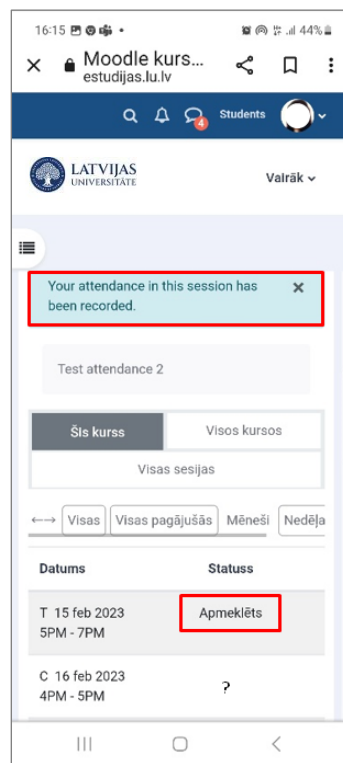 16:15
44%
Moodle kurs...
estudijas.lu.lv
4
Students
LATVIJAS
UNIVERSITĀTE
Vairāk
Your attendance in this session has
been recorded.
Test attendance 2
Šis kurss
Visos kursos
Visas sesijas
Visas
Visas pagājušās
Mēneši
Nedēļa
Datums
Statuss
T 15 feb 2023
Apmeklēts
5PM - 7PM
C 16 feb 2023
?
4PM - 5PM